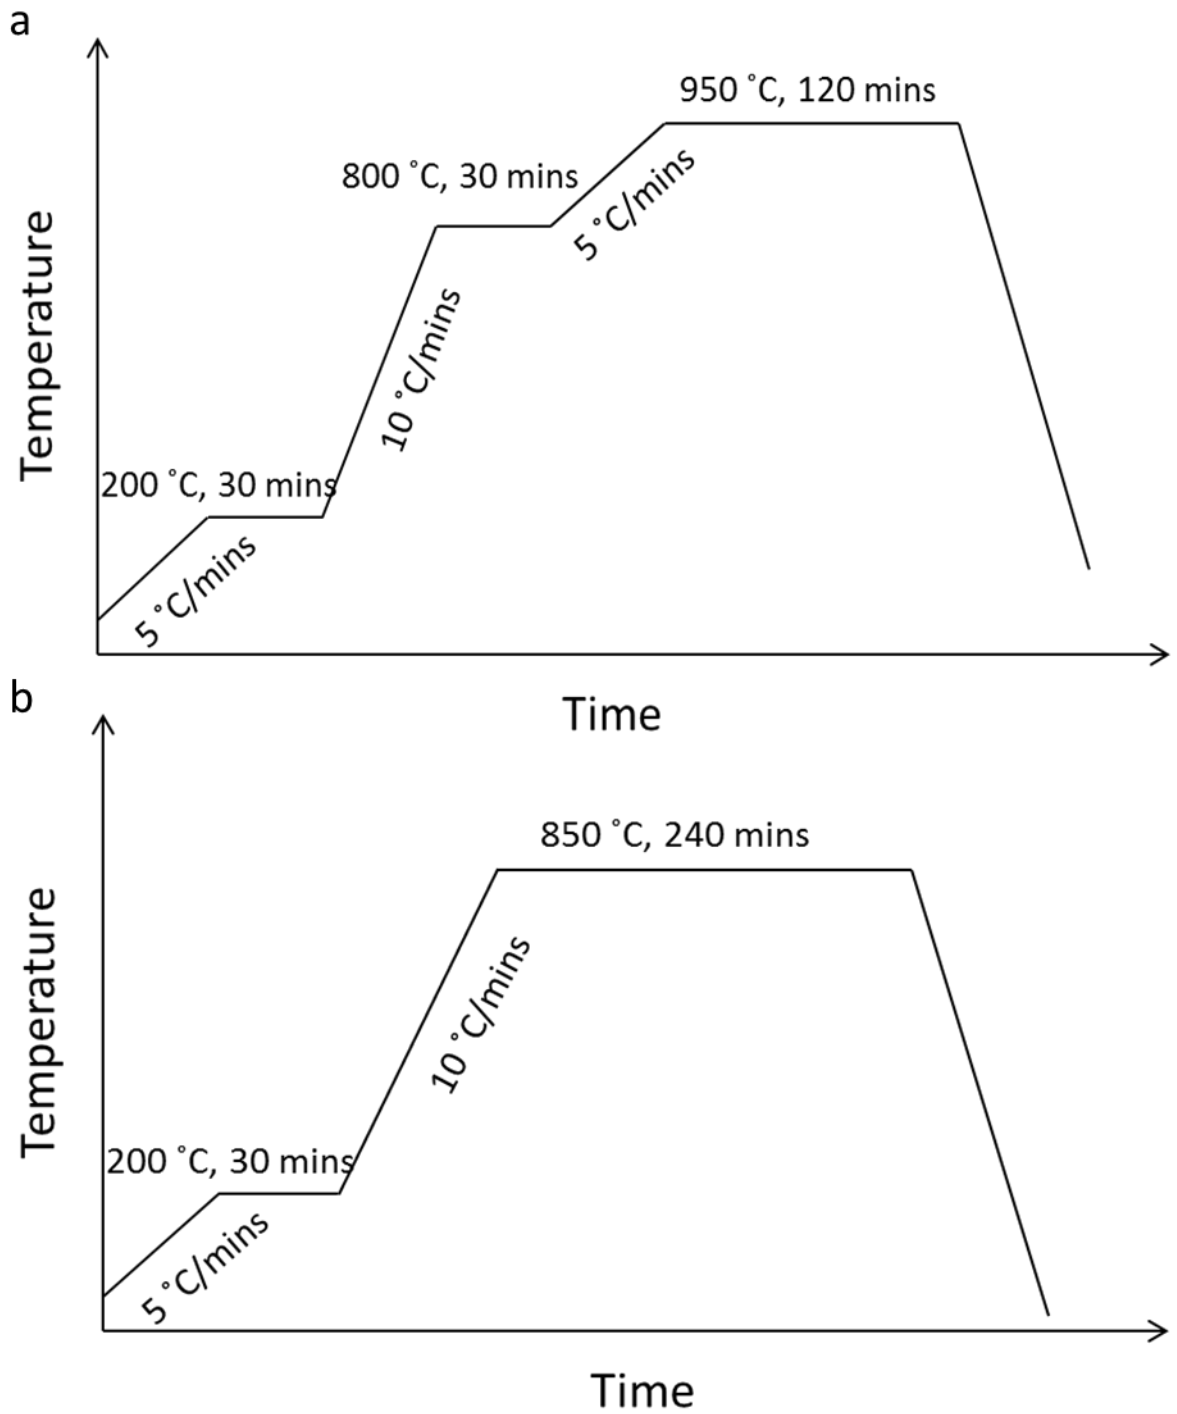 a
950 ˚C, 120 mins
800 ˚C, 30 mins
5 ˚C/mins
10 ˚C/mins
Temperature
200 ˚C, 30 mins
5 ˚C/mins
Time
b
850 ˚C, 240 mins
10 ˚C/mins
Temperature
200 ˚C, 30 mins
5 ˚C/mins
Time